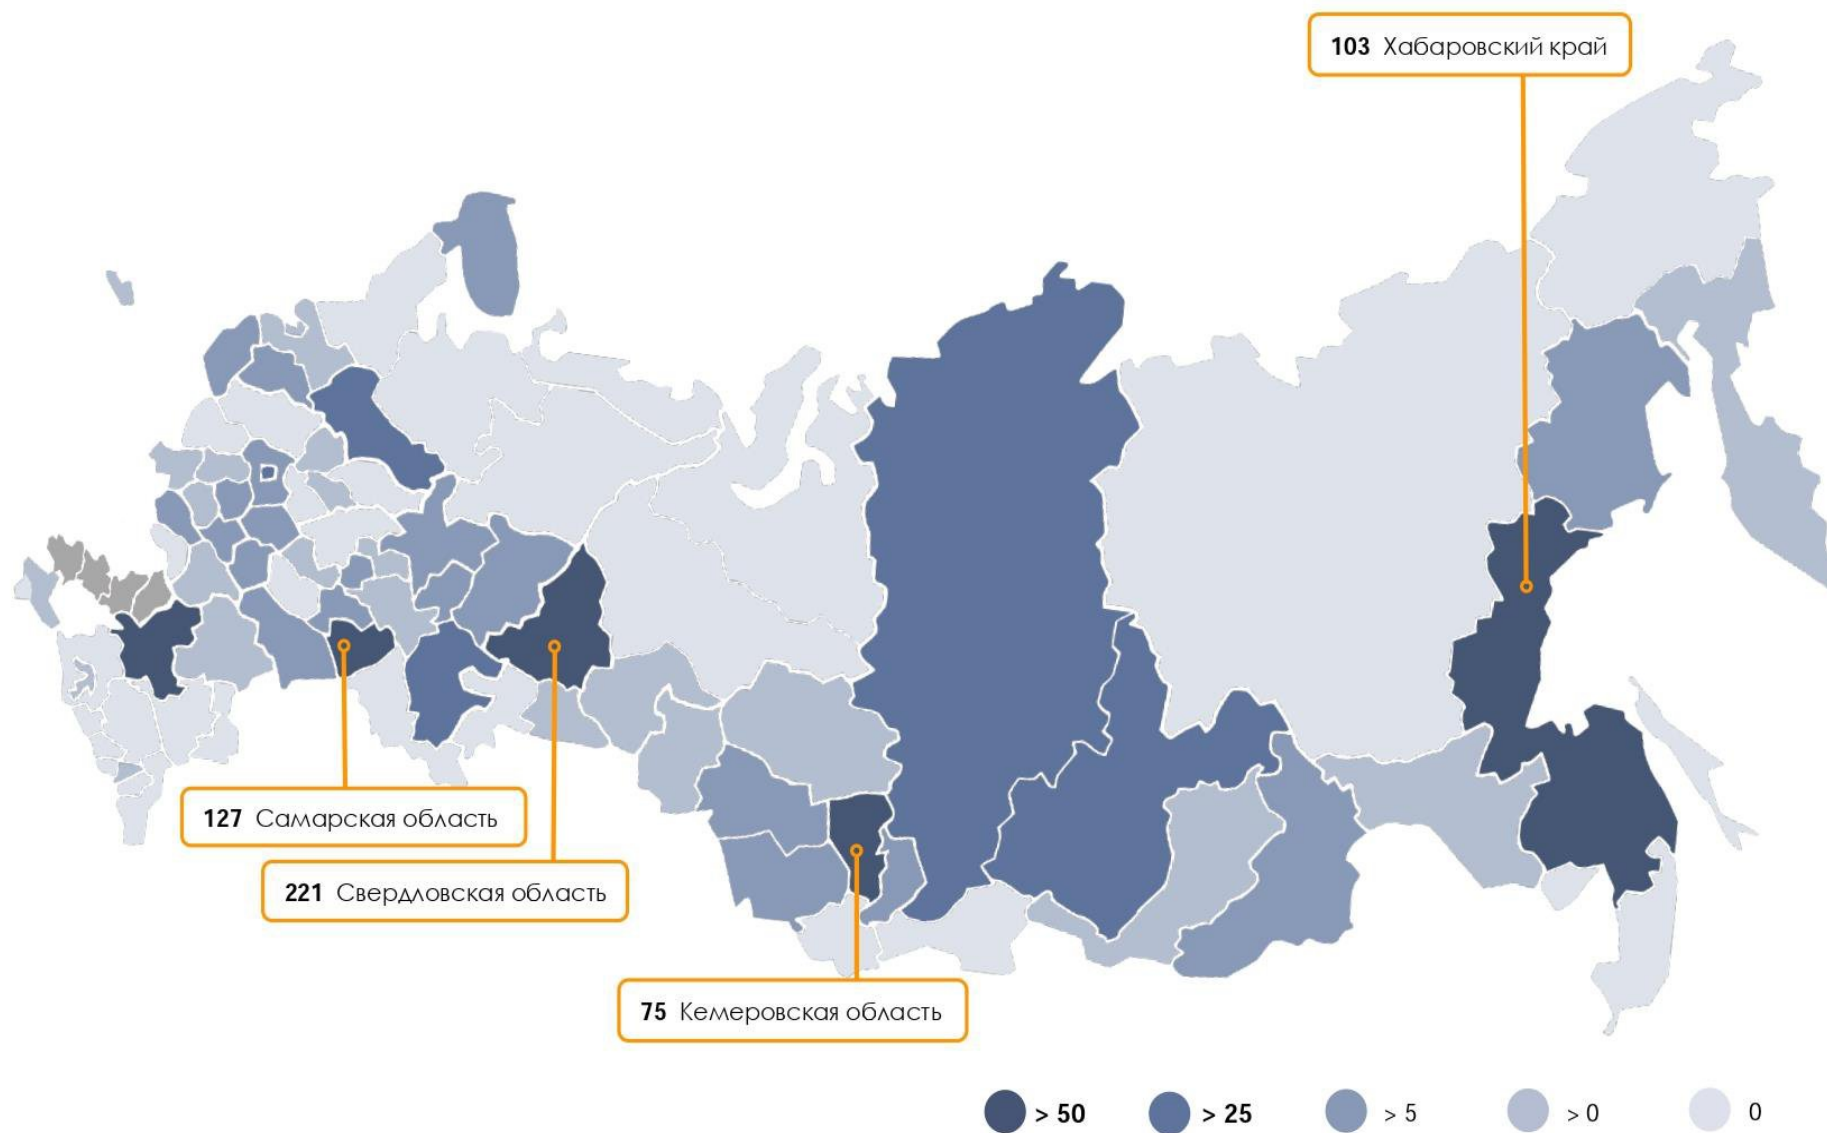 103 Хабаровский край
127 Самарская область
221 Свердловская область
75 Кемеровская область
> 50 > 25 > 5 > 0 0